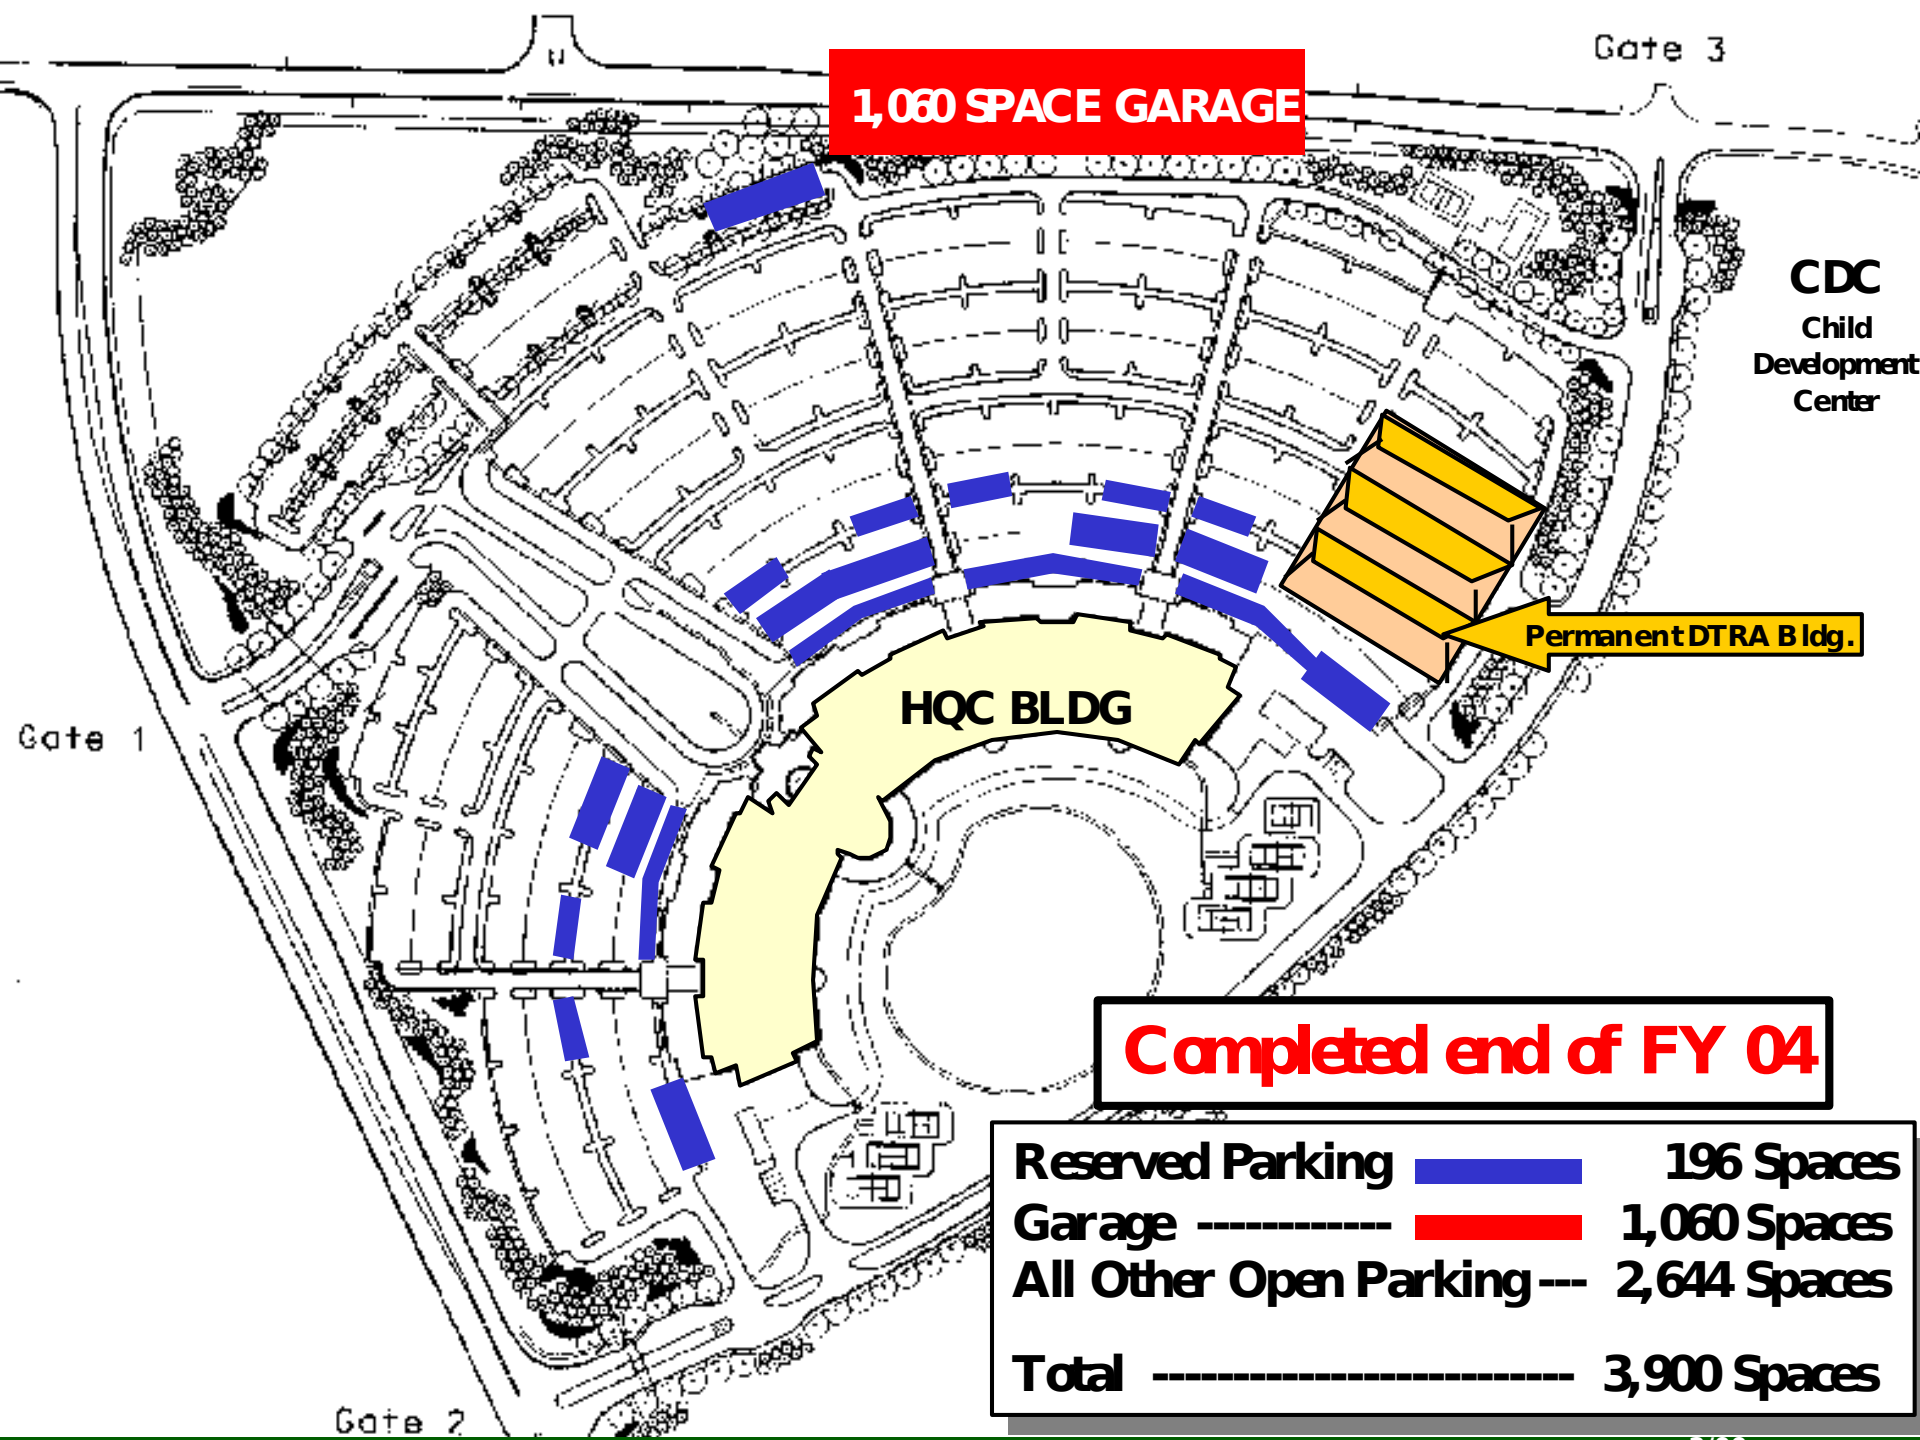 Gate 3
1,060 SPACE GARAGE
CDC
Child
Development
Center
Permanent DTRA Bldg.
HQC BLDG
Gate 1
Completed end of FY 04
Reserved Parking 196 Spaces
Garage ------------ 1,060 Spaces
All Other Open Parking --- 2,644 Spaces
Total -------------------------- 3,900 Spaces
Gate 2